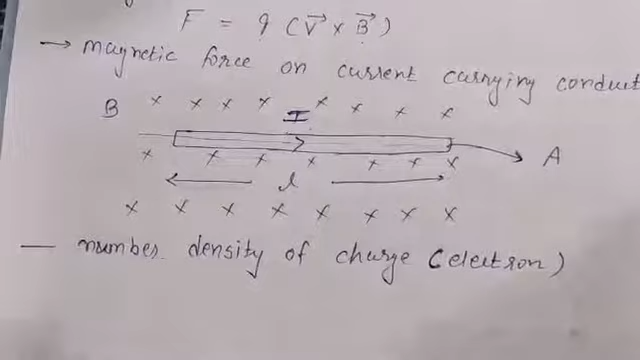 F = q (V × B)
→ magnetic force on current carrying conduct
B × × × × × × × ×
I
A
× × × × × × ×
l
× × × × × × × ×
— number density of charge (electron)